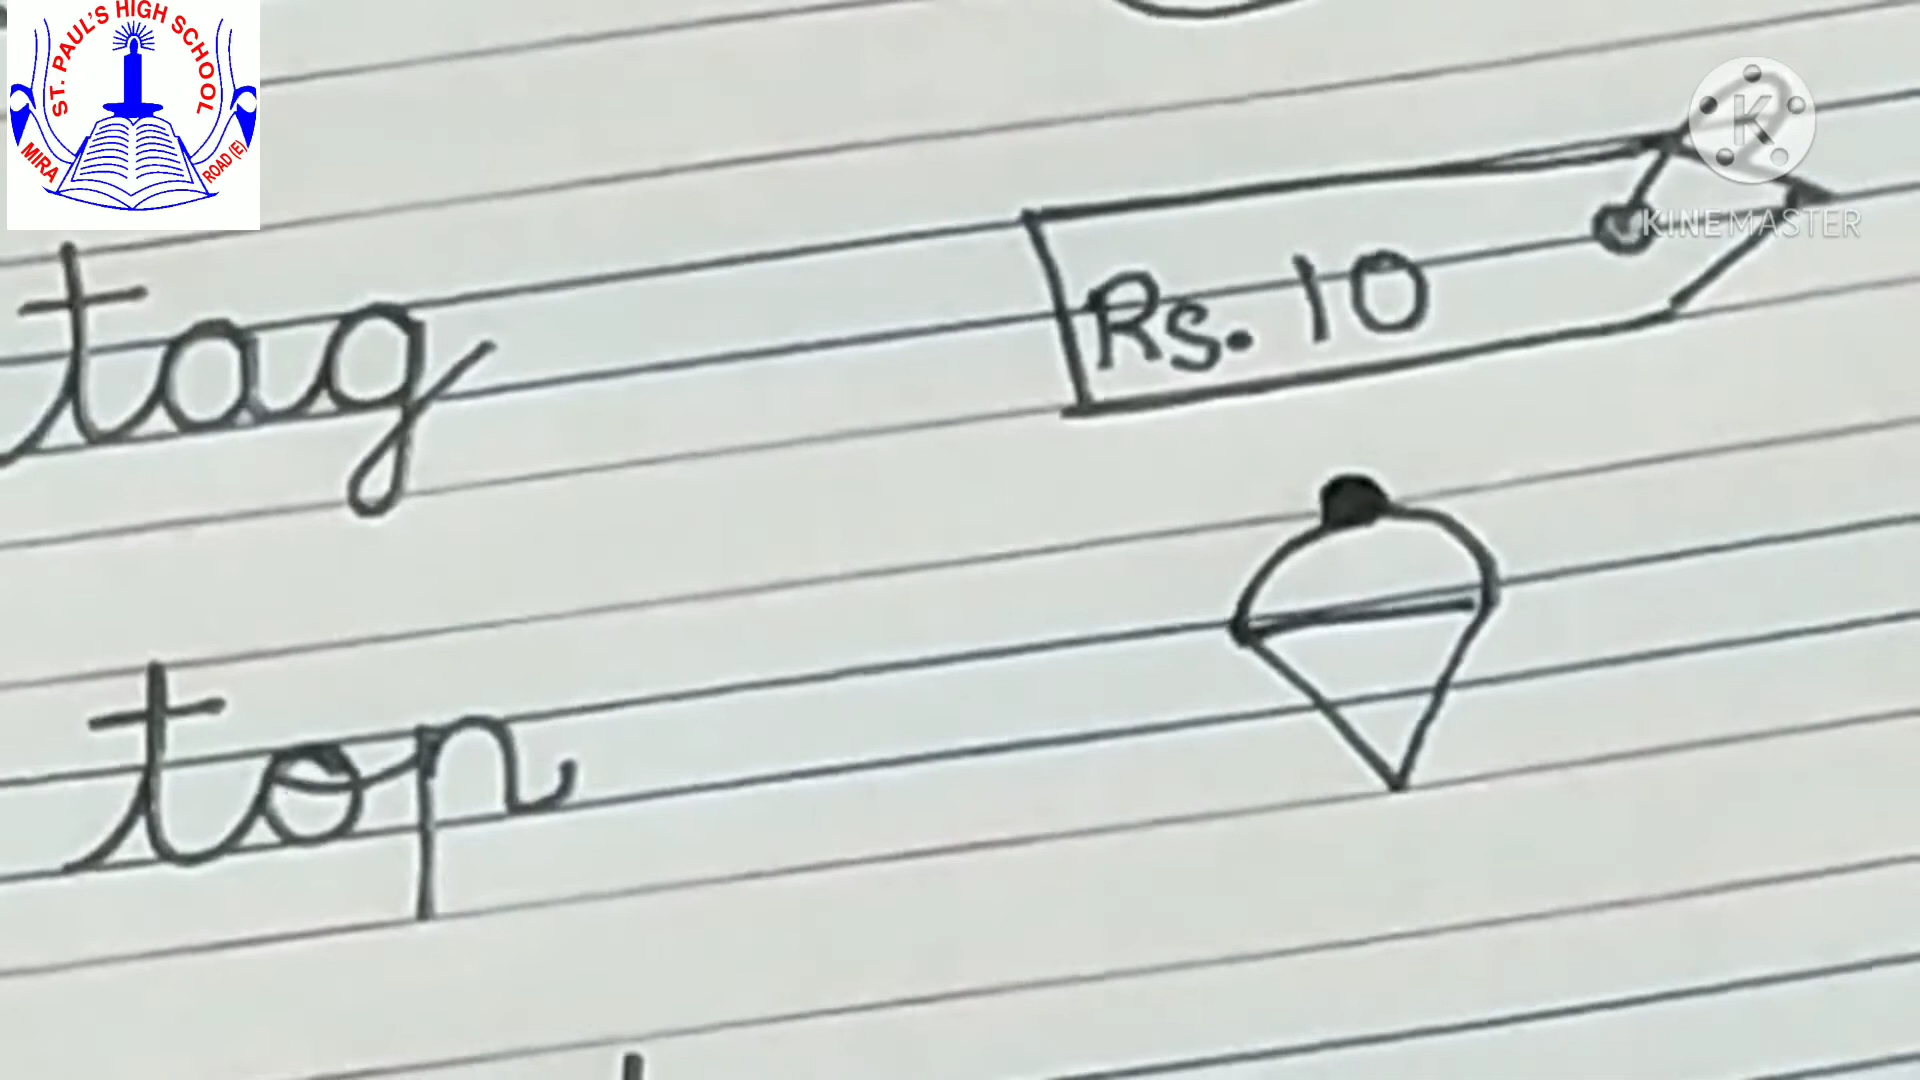 ST. PAUL'S HIGH SCHOOL
MIRA ROAD (E)
K
KINEMASTER
tag
Rs. 10
top